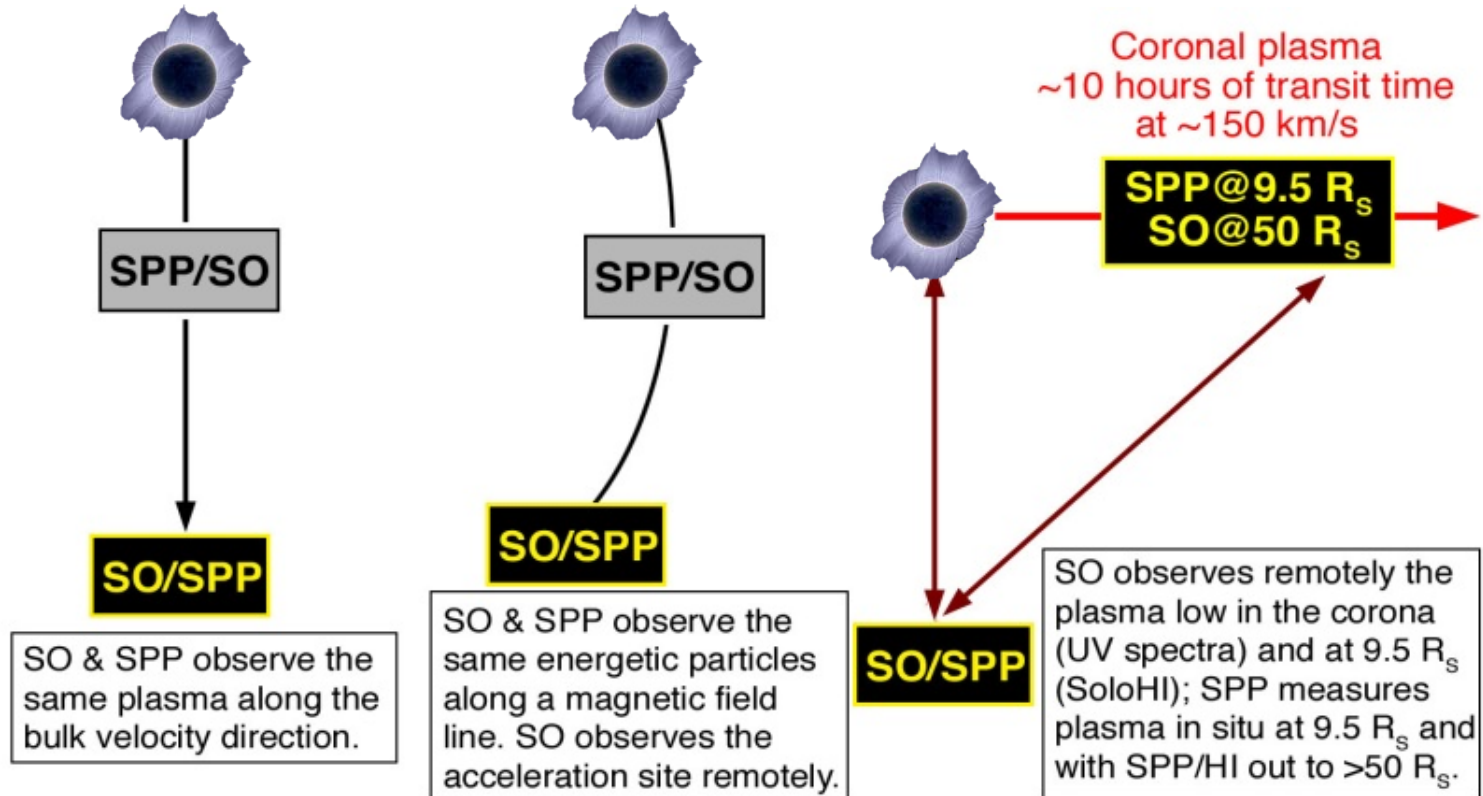 SPP/SO
SO/SPP
SO & SPP observe the
same plasma along the
bulk velocity direction.
SPP/SO
SO/SPP
SO & SPP observe the
same energetic particles
along a magnetic field
line. SO observes the
acceleration site remotely.
Coronal plasma
~10 hours of transit time
at ~150 km/s
SPP@9.5 Rs
SO@50 Rs
SO/SPP
SO observes remotely the
plasma low in the corona
(UV spectra) and at 9.5 Rs
(SoloHI); SPP measures
plasma in situ at 9.5 Rs and
with SPP/HI out to >50 Rs.